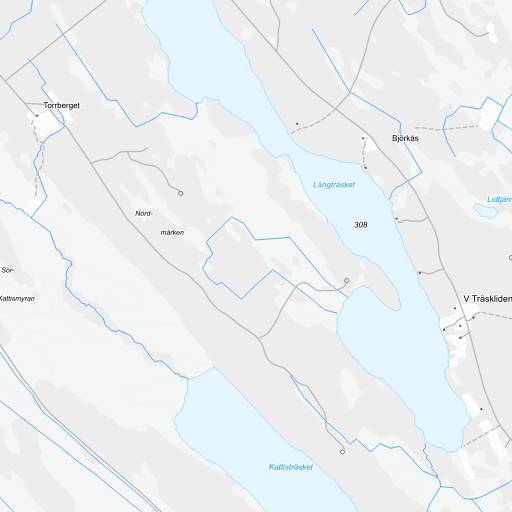 Torrberget
Björkås
Långträsket
Lidtjärn
Nörd-
märken
308
Sör-
Kattismyran
V Träskliden
Kattisträsket